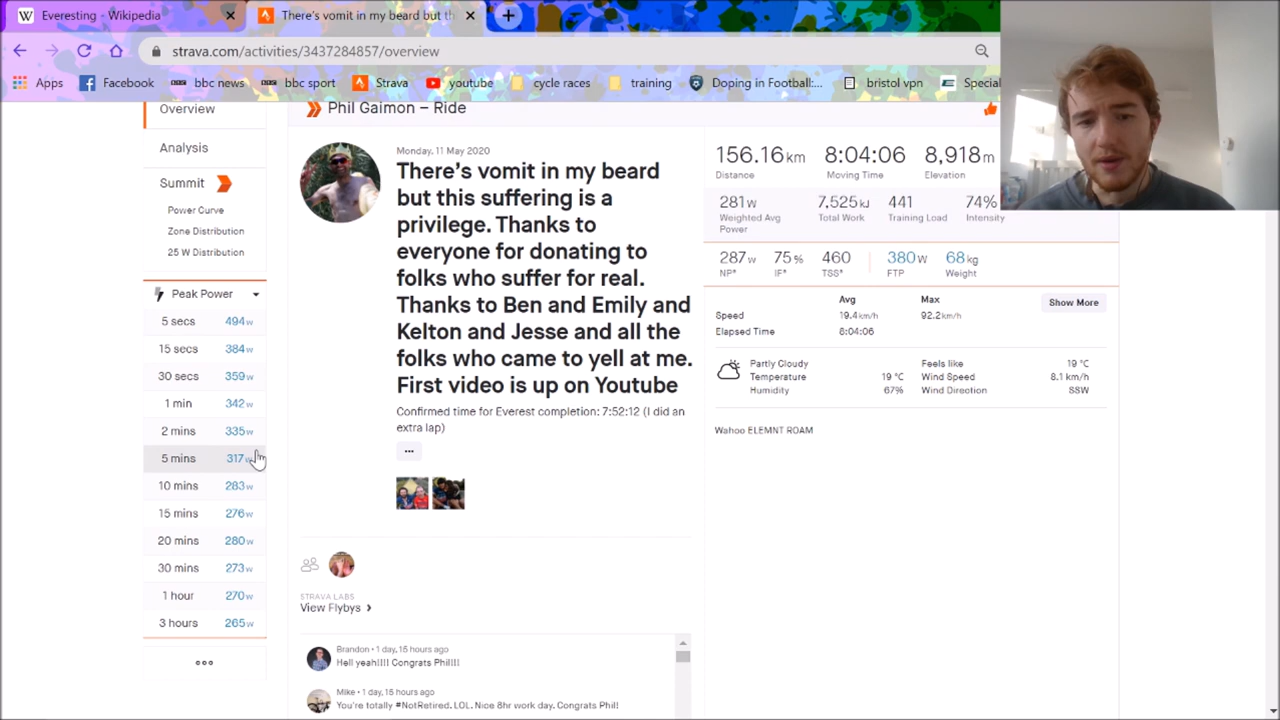 Everesting - Wikipedia
There's vomit in my beard but th
strava.com/activities/3437284857/overview
Apps
Facebook
bbc news
bbc sport
Strava
youtube
cycle races
training
Doping in Football:...
bristol vpn
Special
Overview
Analysis
Summit
Power Curve
Zone Distribution
25 W Distribution
Peak Power
5 secs 494w
15 secs 384w
30 secs 359w
1 min 342w
2 mins 335w
5 mins 317w
10 mins 283w
15 mins 276w
20 mins 280w
30 mins 273w
1 hour 270w
3 hours 265w
Phil Gaimon – Ride
Monday, 11 May 2020
There's vomit in my beard
but this suffering is a
privilege. Thanks to
everyone for donating to
folks who suffer for real.
Thanks to Ben and Emily and
Kelton and Jesse and all the
folks who came to yell at me.
First video is up on Youtube
Confirmed time for Everest completion: 7:52:12 (I did an
extra lap)
STRAVA LABS
View Flybys
Brandon • 1 day, 15 hours ago
Hell yeah!!!! Congrats Phil!!!
Mike • 1 day, 15 hours ago
You're totally #NotRetired. LOL. Nice 8hr work day. Congrats Phil!
156.16km 8:04:06 8,918m
Distance Moving Time Elevation
281W 7,525kJ 441 74%
Weighted Avg Total Work Training Load Intensity
Power
287w 75% 460 380W 68kg
NP* IF* TSS* FTP Weight
Avg Max
Show More
Speed 19.4km/h 92.2km/h
Elapsed Time 8:04:06
Partly Cloudy Feels like 19 °C
Temperature 19 °C Wind Speed 8.1 km/h
Humidity 67% Wind Direction SSW
Wahoo ELEMNT ROAM